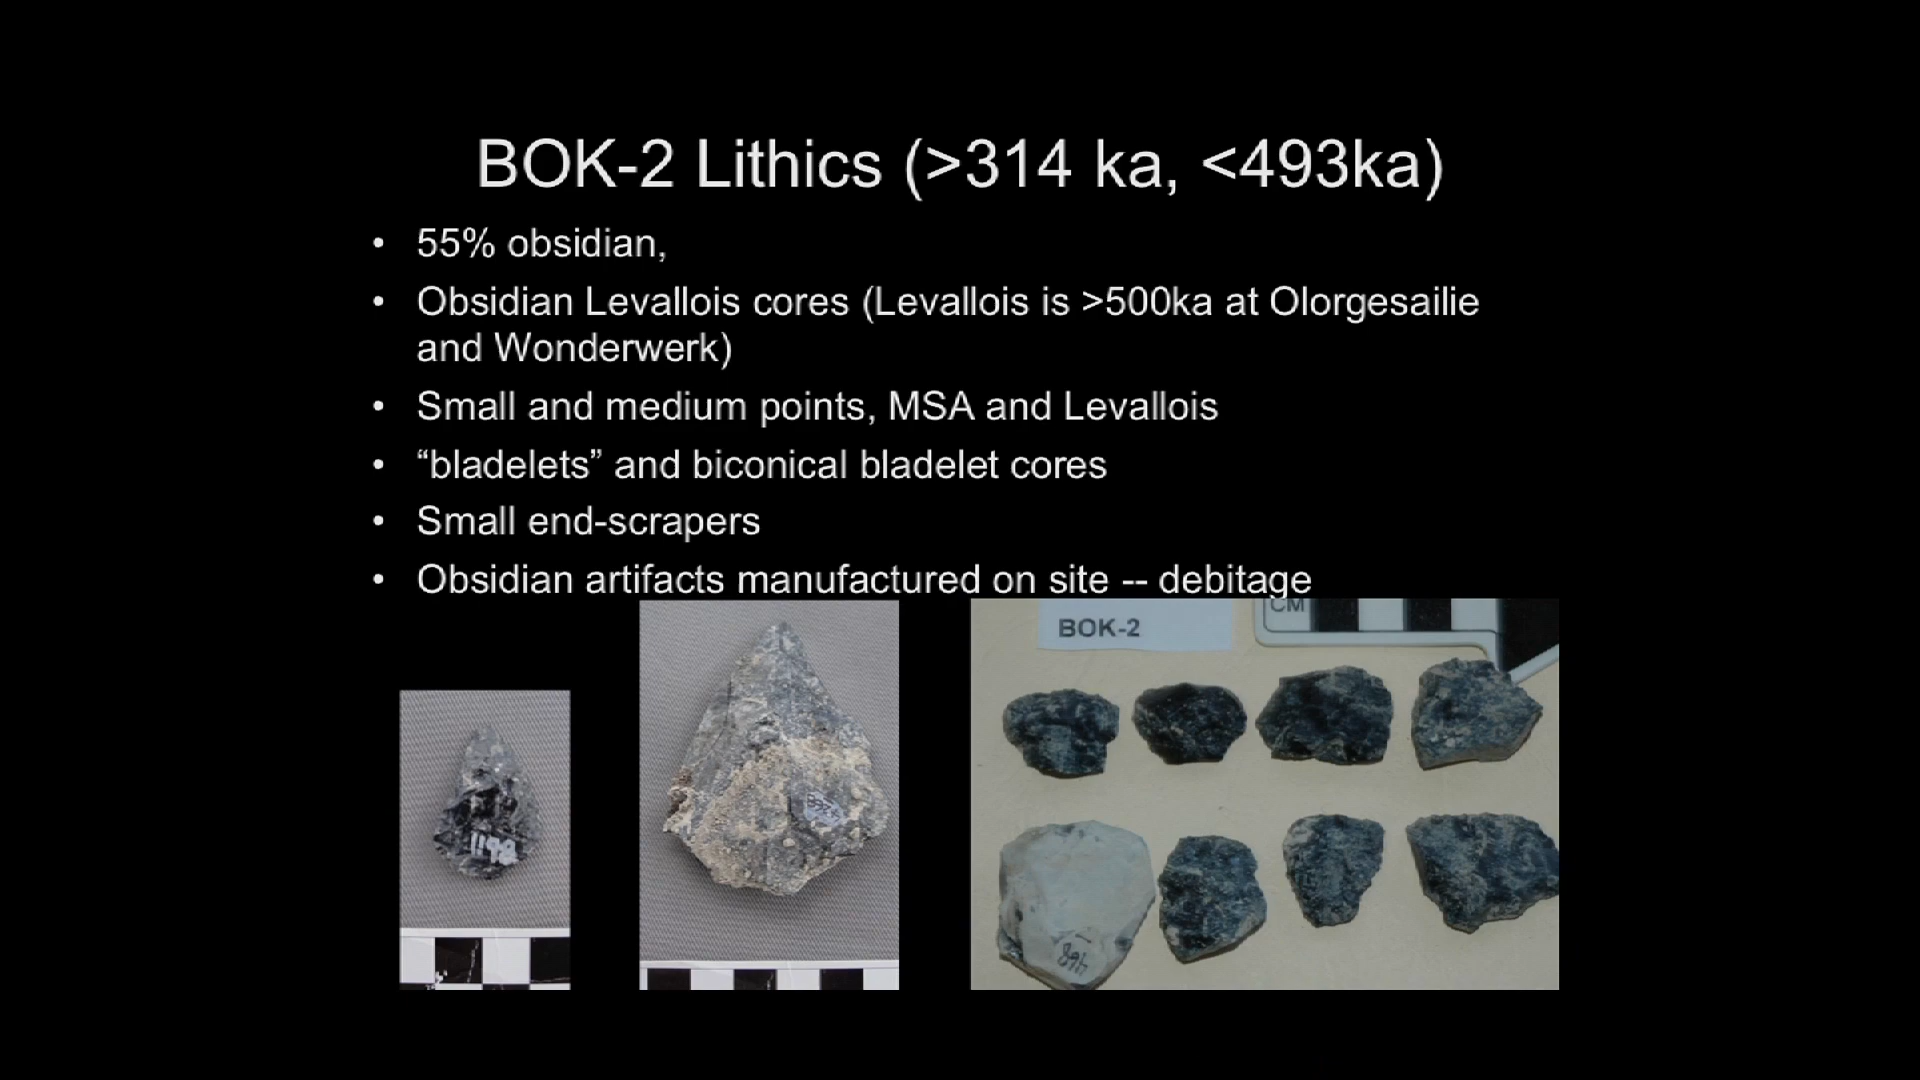 BOK-2 Lithics (>314 ka, <493ka)
• 55% obsidian,
• Obsidian Levallois cores (Levallois is >500ka at Olorgesailie
and Wonderwerk)
• Small and medium points, MSA and Levallois
• “bladelets” and biconical bladelet cores
• Small end-scrapers
• Obsidian artifacts manufactured on site -- debitage
CM
BOK-2
1198